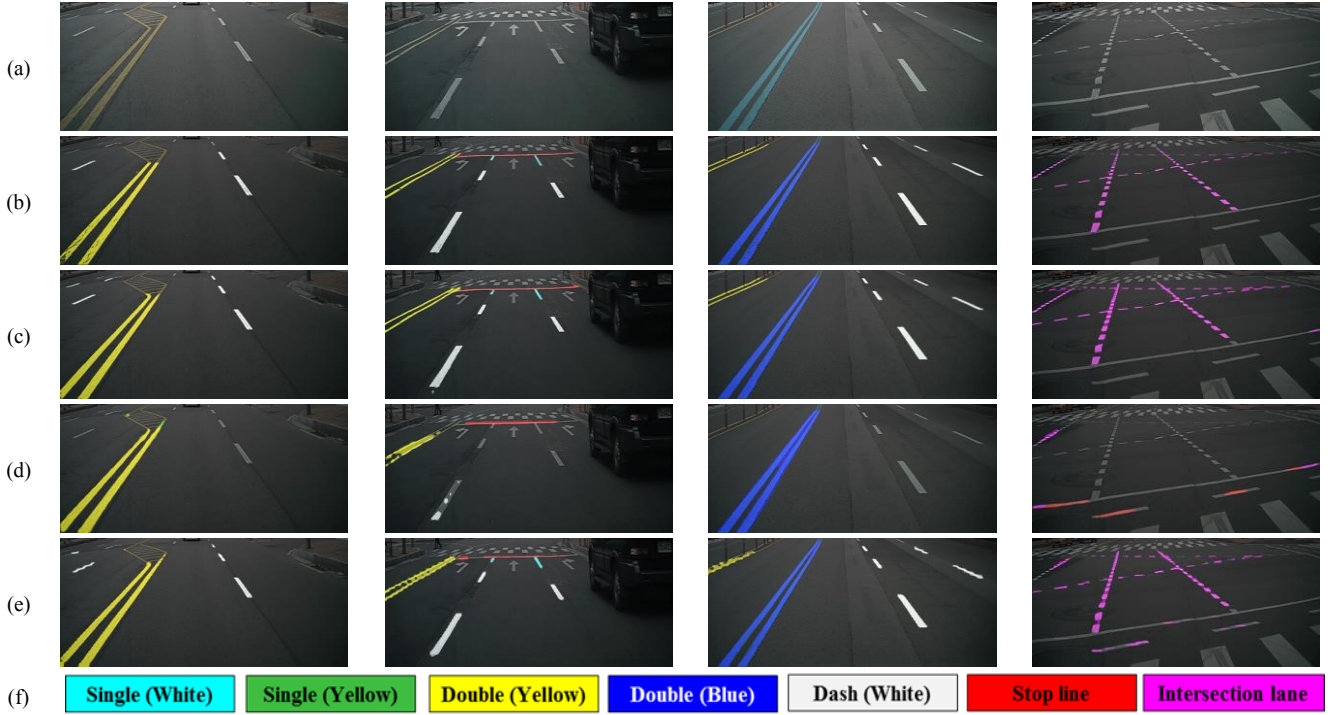 (a)
(b)
(c)
(d)
(e)
(f) Single (White) Single (Yellow) Double (Yellow) Double (Blue) Dash (White) Stop line Intersection lane